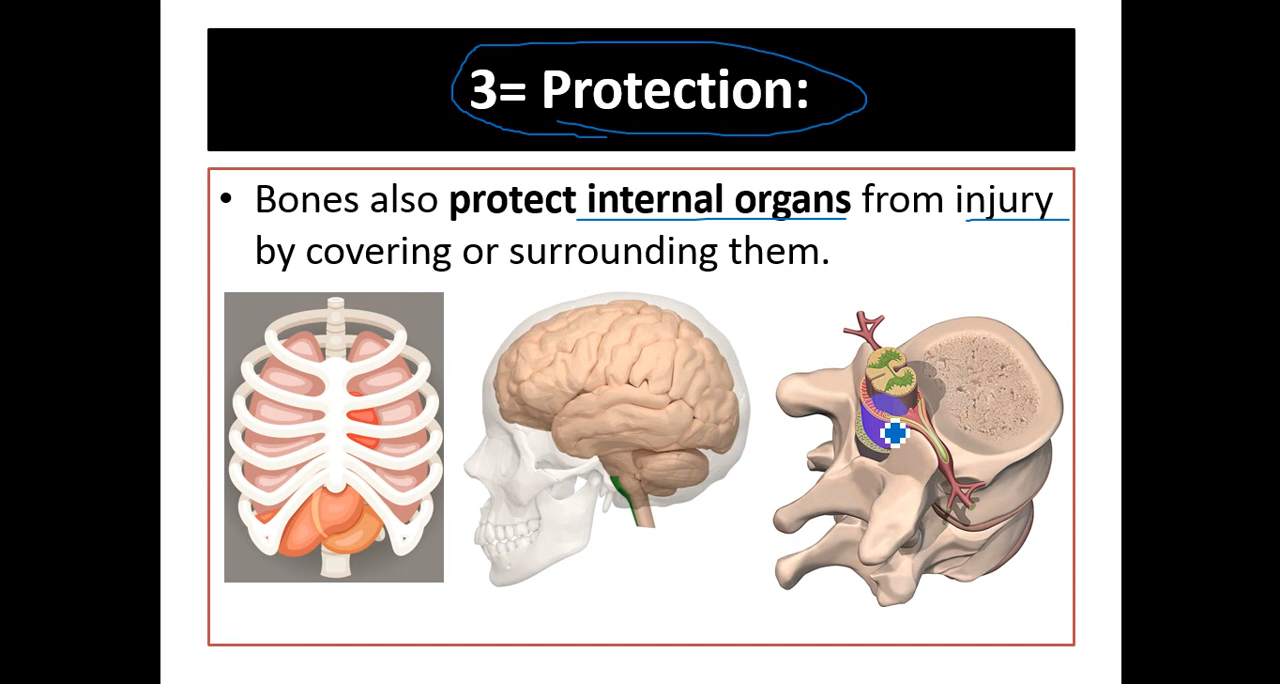 3= Protection:
• Bones also protect internal organs from injury
by covering or surrounding them.